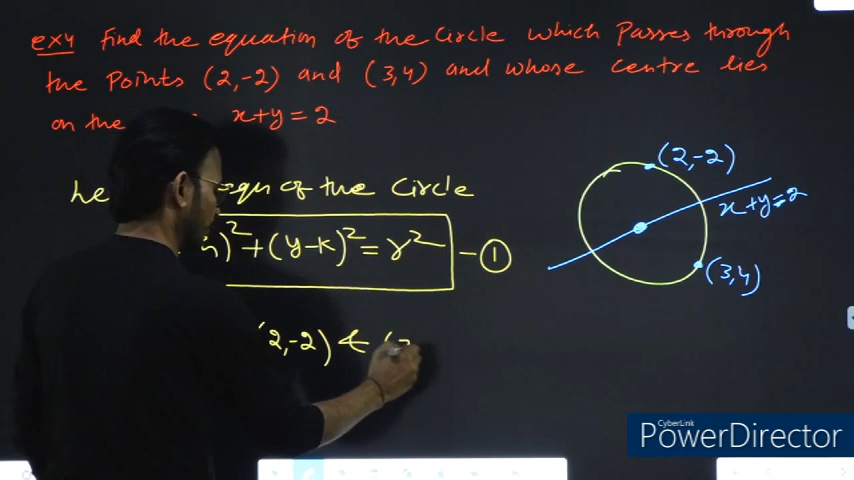 ex4 Find the equation of the Circle which Passes through
the Points (2,-2) and (3,4) and whose centre lies
on the x+y=2
eqn of the Circle
)²+(y-k)²=r² -①
2,-2) &
(2,-2)
x+y=2
(3,4)
CyberLink
PowerDirector